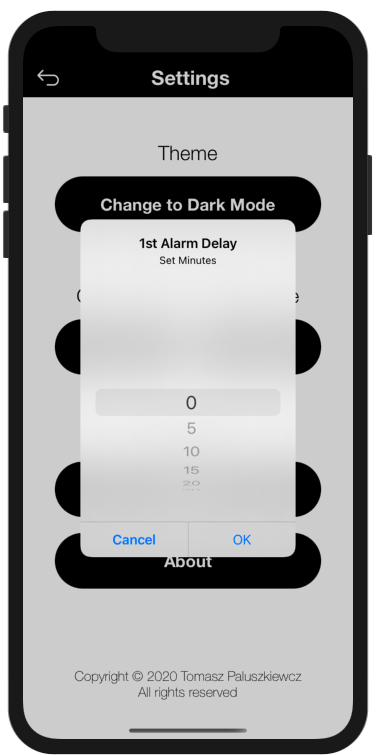 Settings
Theme
Change to Dark Mode
1st Alarm Delay
Set Minutes
0
5
10
15
20
Cancel
OK
About
Copyright © 2020 Tomasz Paluszkiewcz
All rights reserved